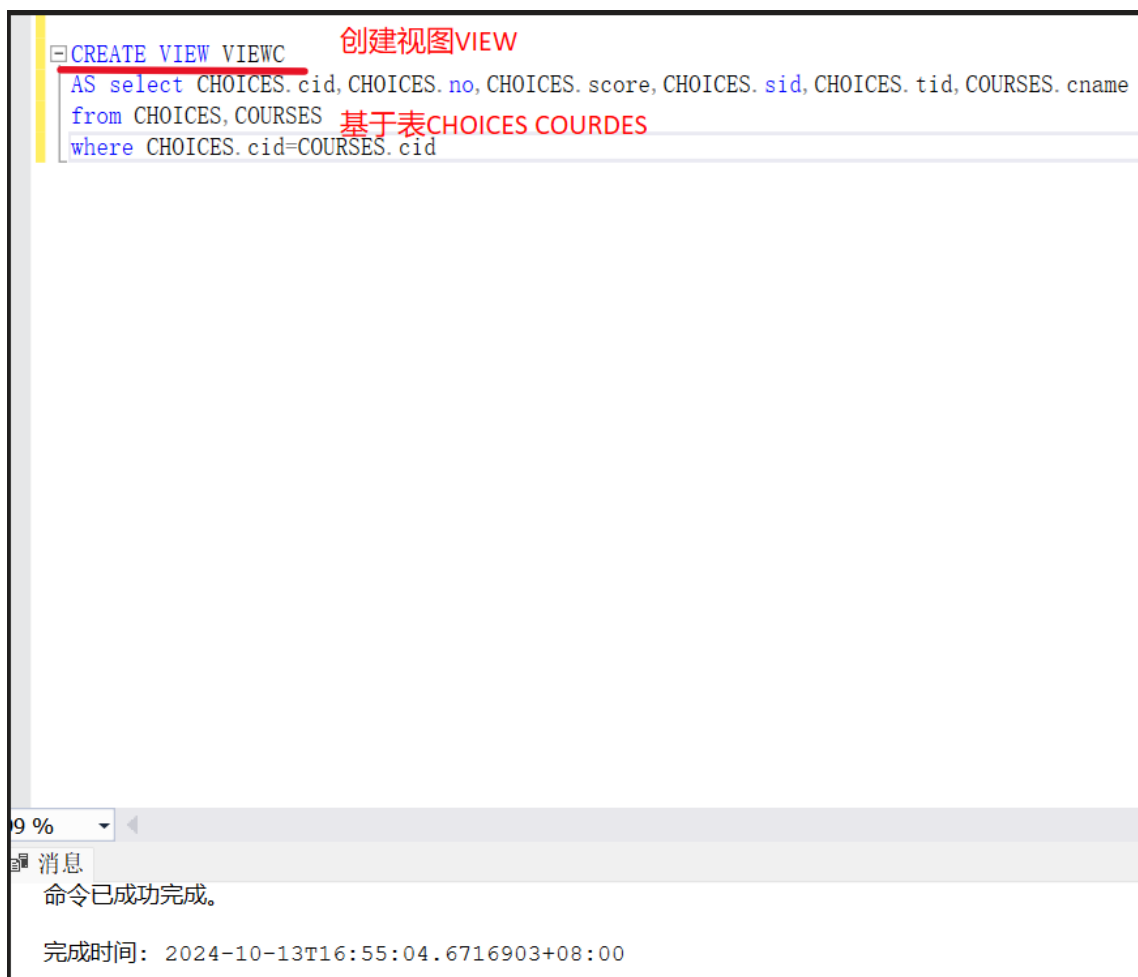 CREATE VIEW VIEWC 创建视图VIEW
AS select CHOICES.cid,CHOICES.no,CHOICES.score,CHOICES.sid,CHOICES.tid,COURSES.cname
from CHOICES,COURSES 基于表CHOICES COURDES
where CHOICES.cid=COURSES.cid
99 %
消息
命令已成功完成。
完成时间: 2024-10-13T16:55:04.6716903+08:00